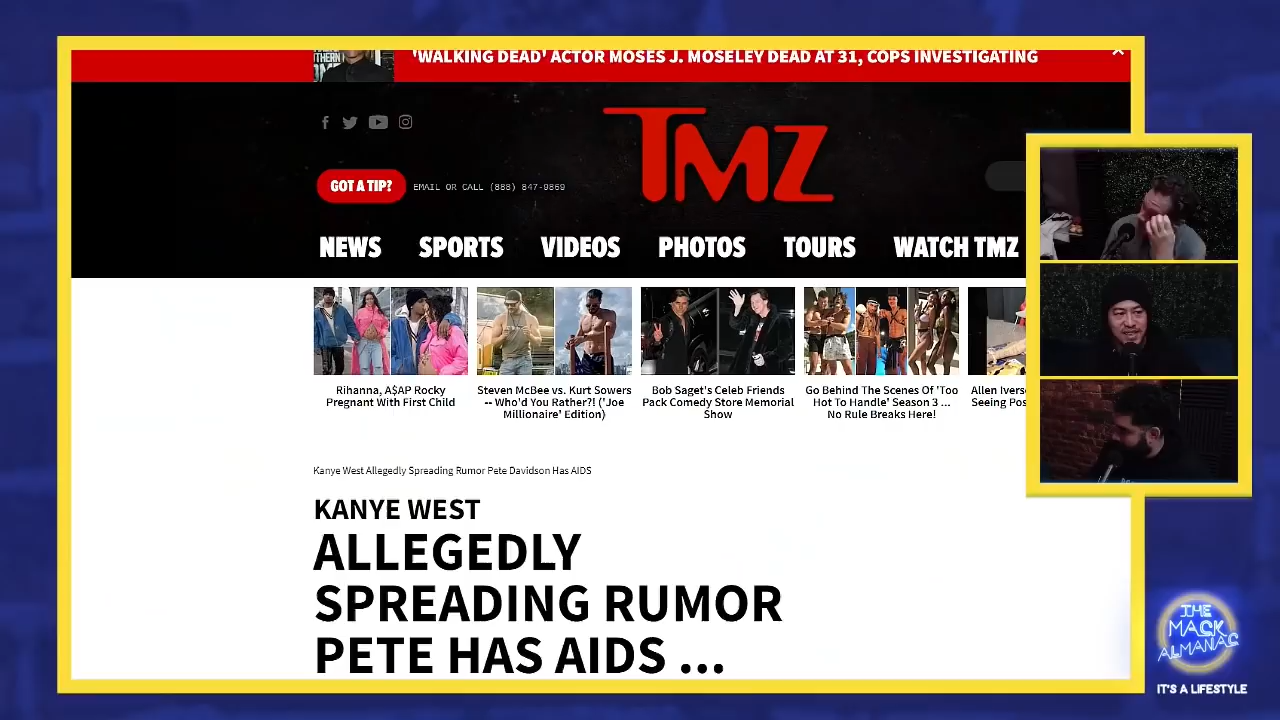 'WALKING DEAD' ACTOR MOSES J. MOSELEY DEAD AT 31, COPS INVESTIGATING
TMZ
GOT A TIP?
EMAIL OR CALL (888) 847-9869
NEWS
SPORTS
VIDEOS
PHOTOS
TOURS
WATCH TMZ
Rihanna, A$AP Rocky
Pregnant With First Child
Steven McBee vs. Kurt Sowers
-- Who'd You Rather?! ('Joe
Millionaire' Edition)
Bob Saget's Celeb Friends
Pack Comedy Store Memorial
Show
Go Behind The Scenes Of 'Too
Hot To Handle' Season 3 ...
No Rule Breaks Here!
Allen
Seeing
Kanye West Allegedly Spreading Rumor Pete Davidson Has AIDS
KANYE WEST
ALLEGEDLY
SPREADING RUMOR
PETE HAS AIDS ...
THE
MACK
ALMANAC
IT'S A LIFESTYLE